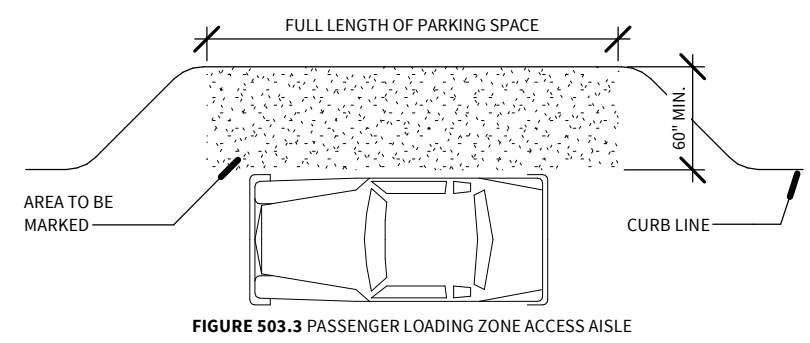 FULL LENGTH OF PARKING SPACE
60" MIN.
AREA TO BE
MARKED
CURB LINE
FIGURE 503.3 PASSENGER LOADING ZONE ACCESS AISLE